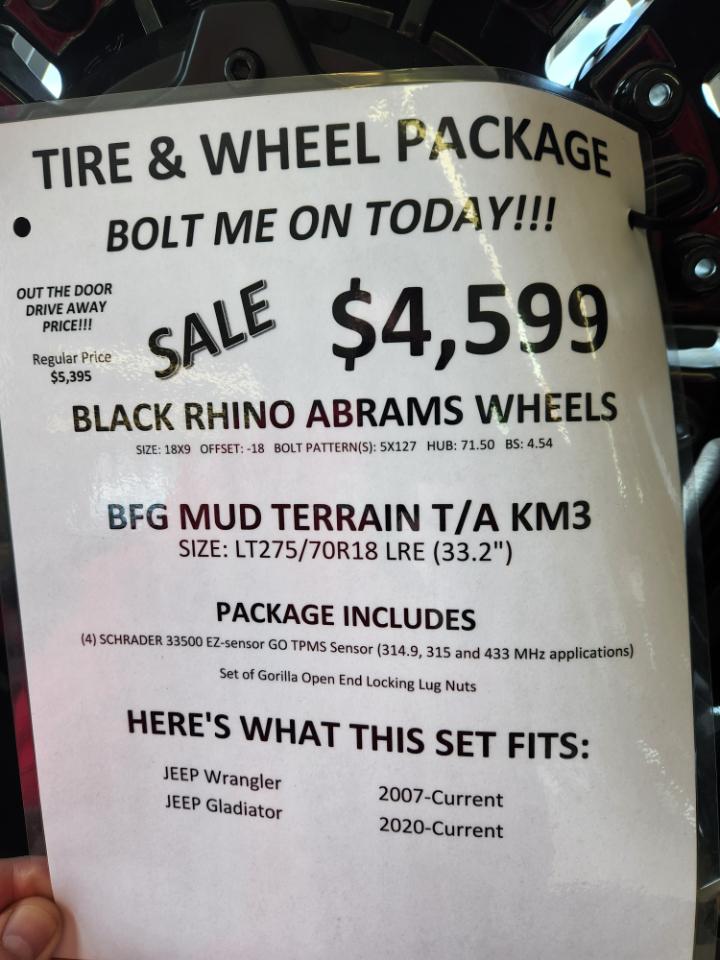 TIRE & WHEEL PACKAGE
BOLT ME ON TODAY!!!
OUT THE DOOR
DRIVE AWAY
PRICE!!!
Regular Price
$5,395
SALE
$4,599
BLACK RHINO ABRAMS WHEELS
SIZE: 18X9 OFFSET: -18 BOLT PATTERN(S): 5X127 HUB: 71.50 BS: 4.54
BFG MUD TERRAIN T/A KM3
SIZE: LT275/70R18 LRE (33.2")
PACKAGE INCLUDES
(4) SCHRADER 33500 EZ-sensor GO TPMS Sensor (314.9, 315 and 433 MHz applications)
Set of Gorilla Open End Locking Lug Nuts
HERE'S WHAT THIS SET FITS:
JEEP Wrangler 2007-Current
JEEP Gladiator 2020-Current